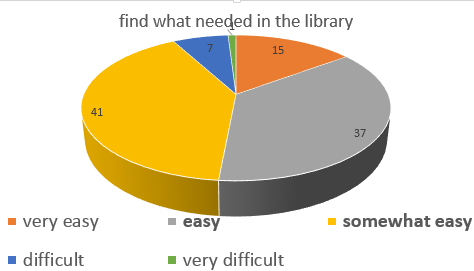 find what needed in the library
1
7
15
41
37
very easy
easy
somewhat easy
difficult
very difficult